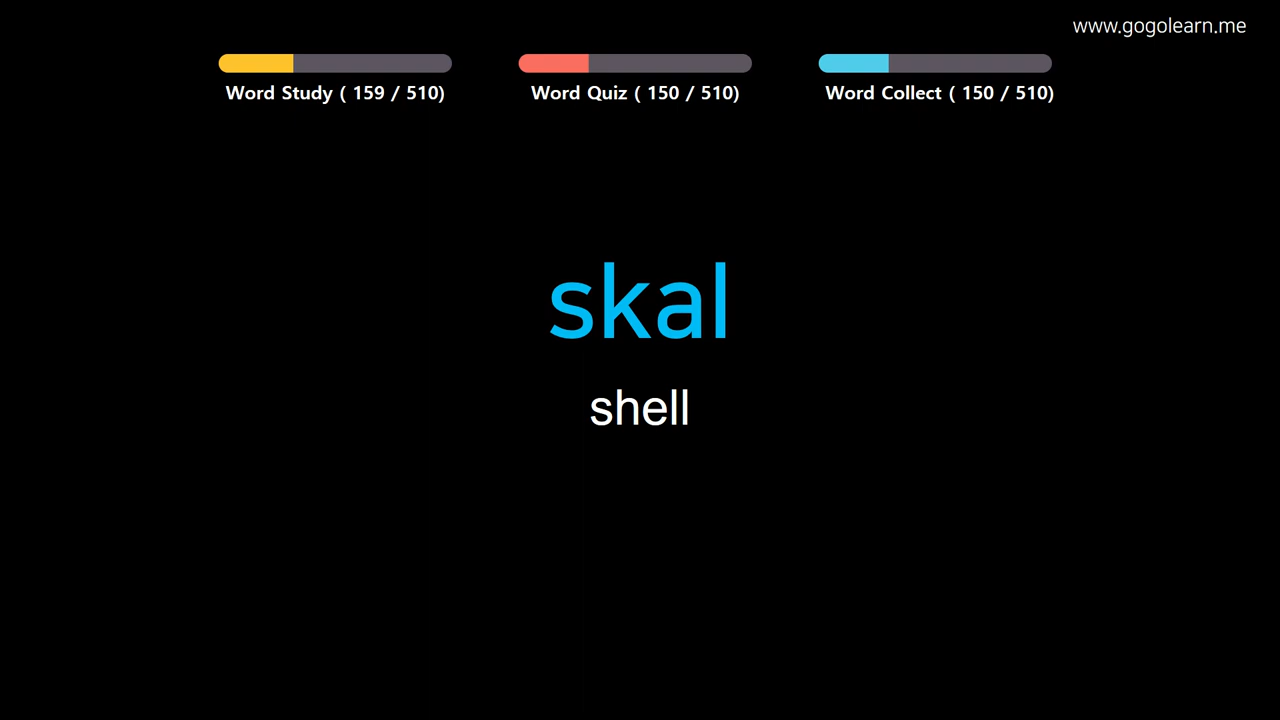 www.gogolearn.me
Word Study ( 159 / 510)
Word Quiz ( 150 / 510)
Word Collect ( 150 / 510)
skal
shell